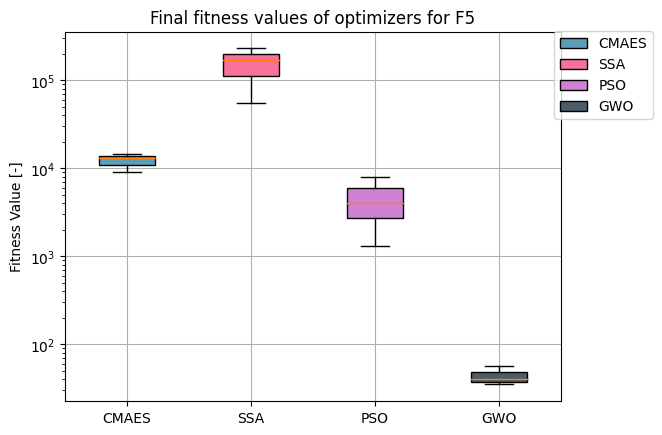 Final fitness values of optimizers for F5
CMAES
SSA
PSO
GWO
Fitness Value [-]
10^5
10^4
10^3
10^2
CMAES SSA PSO GWO